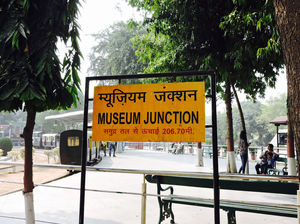 म्यूज़ियम जंक्शन
MUSEUM JUNCTION
समुद्र तल से ऊंचाई 206.70मी.